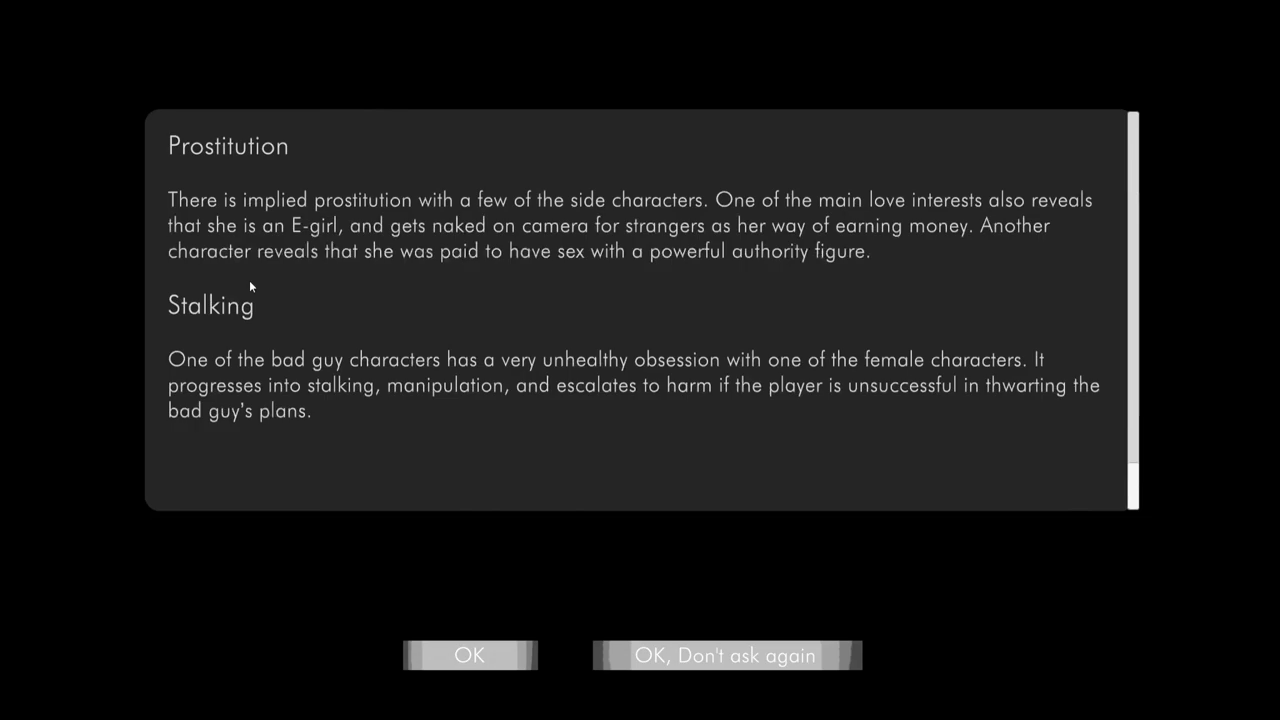 Prostitution
There is implied prostitution with a few of the side characters. One of the main love interests also reveals
that she is an E-girl, and gets naked on camera for strangers as her way of earning money. Another
character reveals that she was paid to have sex with a powerful authority figure.
Stalking
One of the bad guy characters has a very unhealthy obsession with one of the female characters. It
progresses into stalking, manipulation, and escalates to harm if the player is unsuccessful in thwarting the
bad guy's plans.
OK
OK, Don't ask again